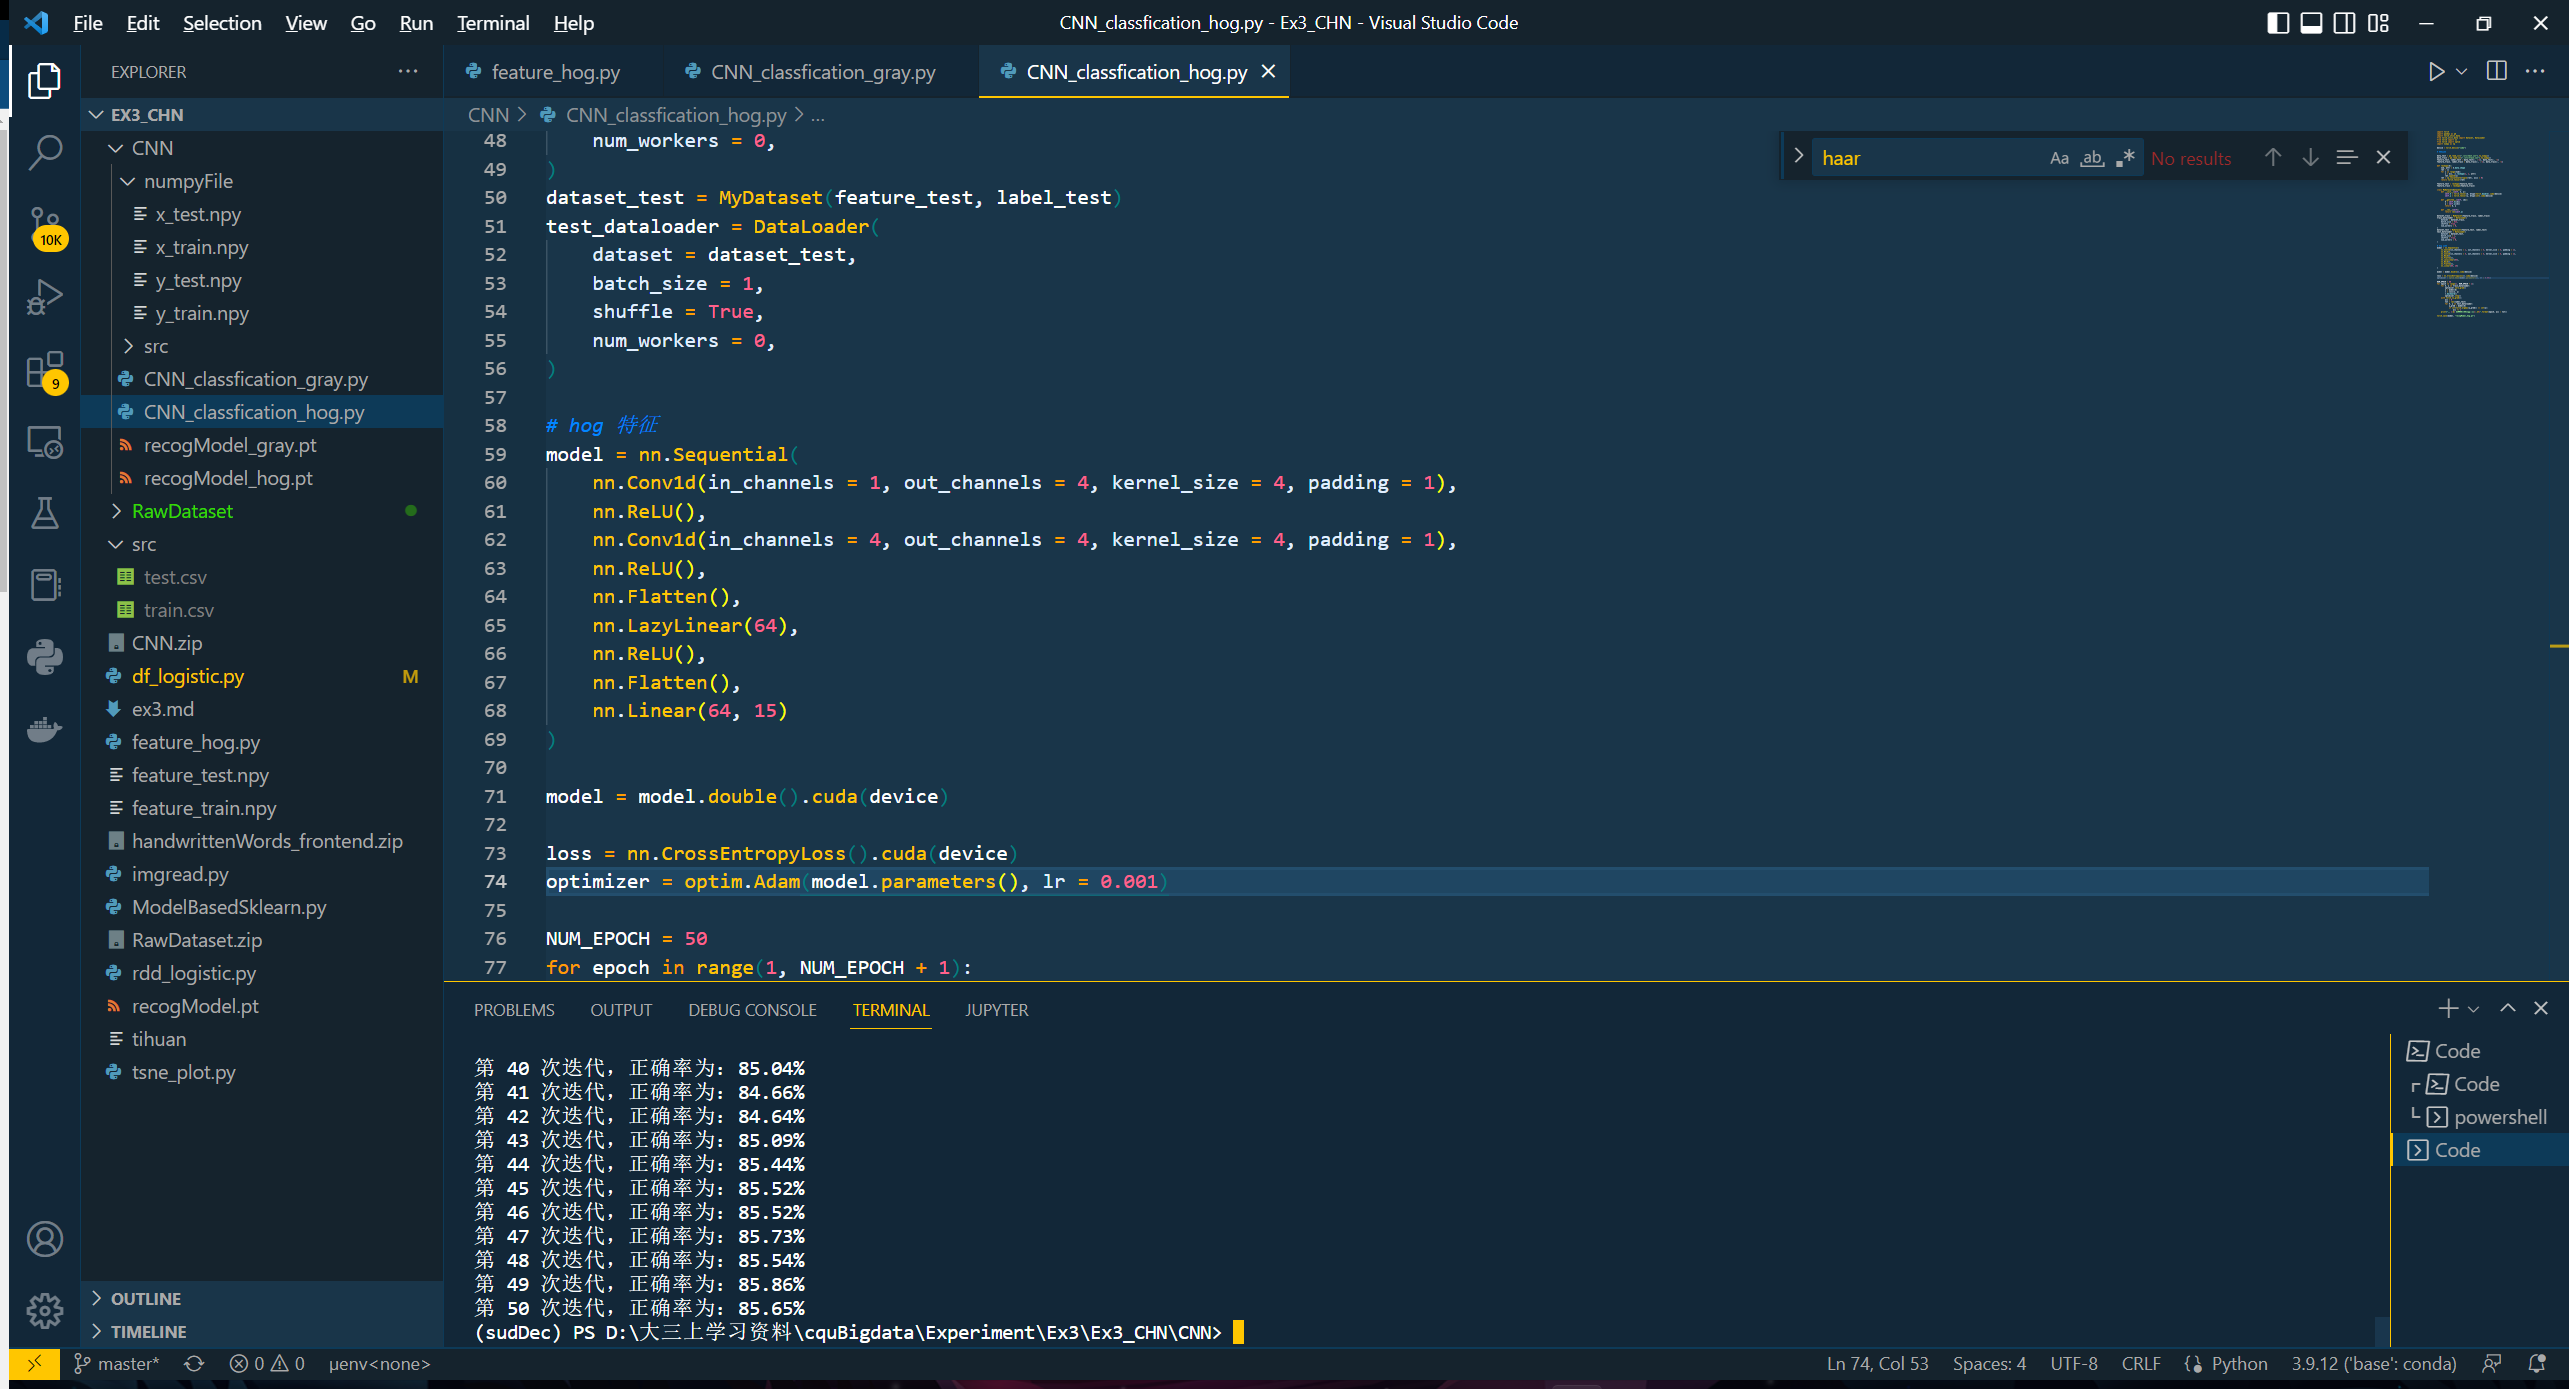 File Edit Selection View Go Run Terminal Help
CNN_classfication_hog.py - Ex3_CHN - Visual Studio Code
EXPLORER
EX3_CHN
CNN
numpyFile
x_test.npy
x_train.npy
y_test.npy
y_train.npy
src
CNN_classfication_gray.py
CNN_classfication_hog.py
recogModel_gray.pt
recogModel_hog.pt
RawDataset
src
test.csv
train.csv
CNN.zip
df_logistic.py M
ex3.md
feature_hog.py
feature_test.npy
feature_train.npy
handwrittenWords_frontend.zip
imgread.py
ModelBasedSklearn.py
RawDataset.zip
rdd_logistic.py
recogModel.pt
tihuan
tsne_plot.py
OUTLINE
TIMELINE
10K
9
feature_hog.py CNN_classfication_gray.py CNN_classfication_hog.py
CNN > CNN_classfication_hog.py > ...
haar Aa ab No results
48 num_workers = 0,
49 )
50 dataset_test = MyDataset(feature_test, label_test)
51 test_dataloader = DataLoader(
52 dataset = dataset_test,
53 batch_size = 1,
54 shuffle = True,
55 num_workers = 0,
56 )
57
58 # hog 特征
59 model = nn.Sequential(
60 nn.Conv1d(in_channels = 1, out_channels = 4, kernel_size = 4, padding = 1),
61 nn.ReLU(),
62 nn.Conv1d(in_channels = 4, out_channels = 4, kernel_size = 4, padding = 1),
63 nn.ReLU(),
64 nn.Flatten(),
65 nn.LazyLinear(64),
66 nn.ReLU(),
67 nn.Flatten(),
68 nn.Linear(64, 15)
69 )
70
71 model = model.double().cuda(device)
72
73 loss = nn.CrossEntropyLoss().cuda(device)
74 optimizer = optim.Adam(model.parameters(), lr = 0.001)
75
76 NUM_EPOCH = 50
77 for epoch in range(1, NUM_EPOCH + 1):
PROBLEMS OUTPUT DEBUG CONSOLE TERMINAL JUPYTER
第 40 次迭代，正确率为：85.04%
第 41 次迭代，正确率为：84.66%
第 42 次迭代，正确率为：84.64%
第 43 次迭代，正确率为：85.09%
第 44 次迭代，正确率为：85.44%
第 45 次迭代，正确率为：85.52%
第 46 次迭代，正确率为：85.52%
第 47 次迭代，正确率为：85.73%
第 48 次迭代，正确率为：85.54%
第 49 次迭代，正确率为：85.86%
第 50 次迭代，正确率为：85.65%
(sudDec) PS D:\大三上学习资料\cquBigdata\Experiment\Ex3\Ex3_CHN\CNN>
Code
Code
powershell
Code
master* 0 0 μenv<none>
Ln 74, Col 53 Spaces: 4 UTF-8 CRLF Python 3.9.12 ('base': conda)